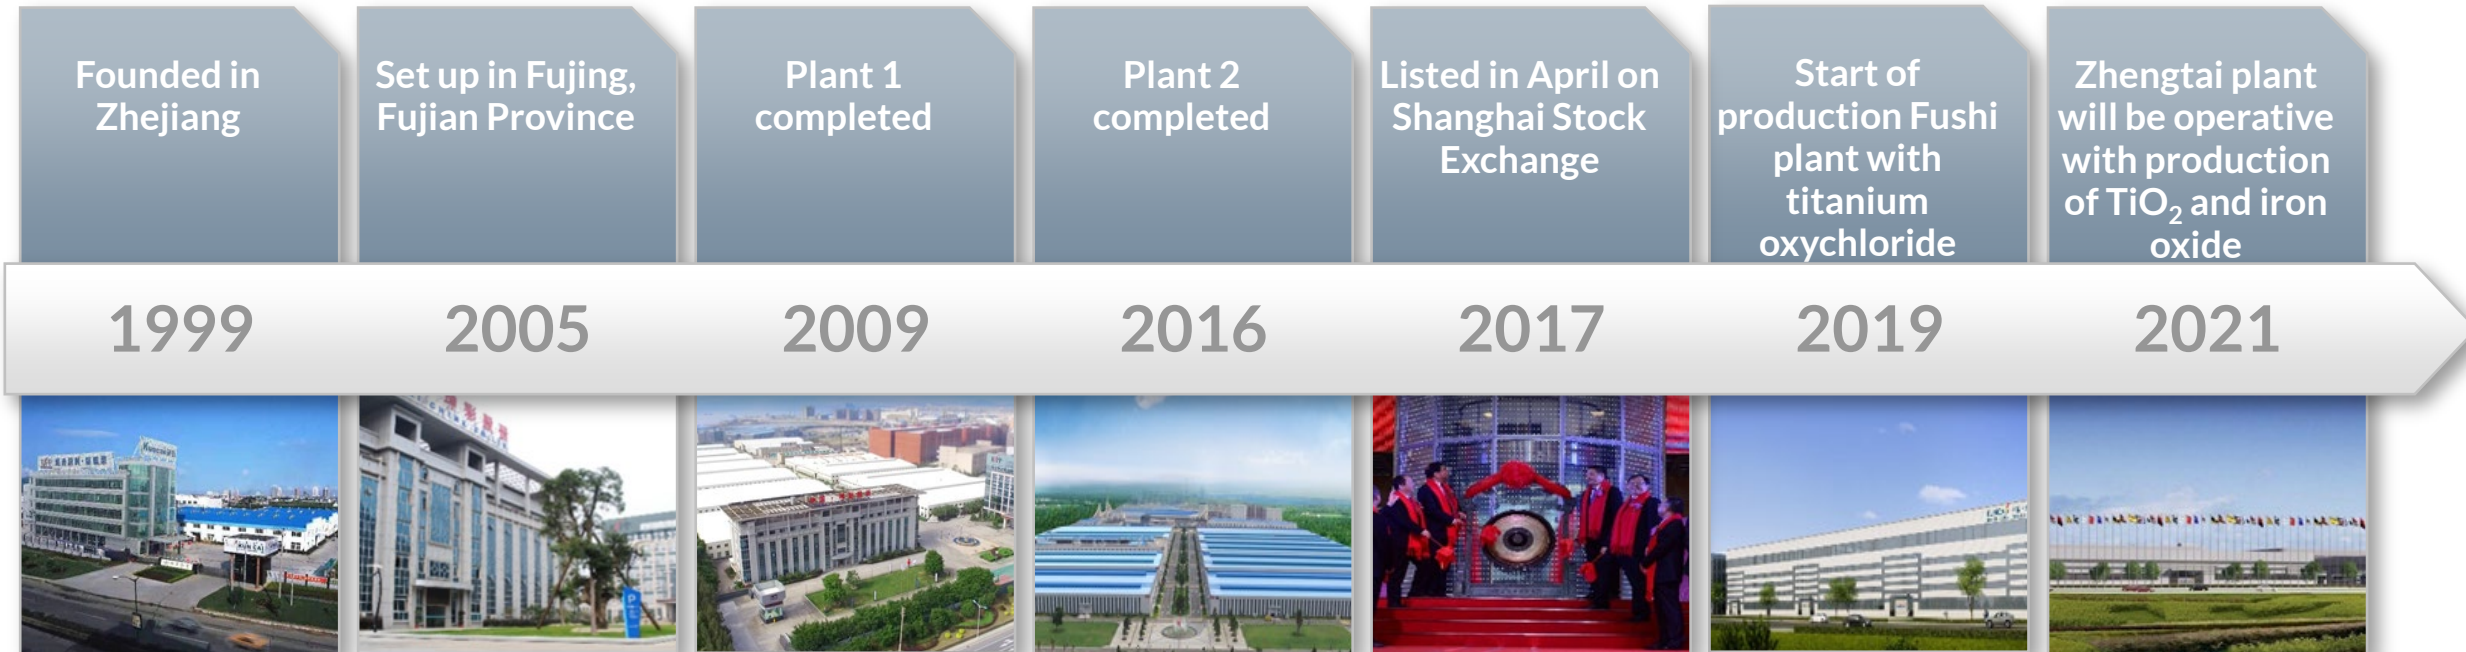 Founded in
Zhejiang
Set up in Fujing,
Fujian Province
Plant 1
completed
Plant 2
completed
Listed in April on
Shanghai Stock
Exchange
Start of
production Fushi
plant with
titanium
oxychloride
Zhengtai plant
will be operative
with production
of TiO₂ and iron
oxide
1999
2005
2009
2016
2017
2019
2021